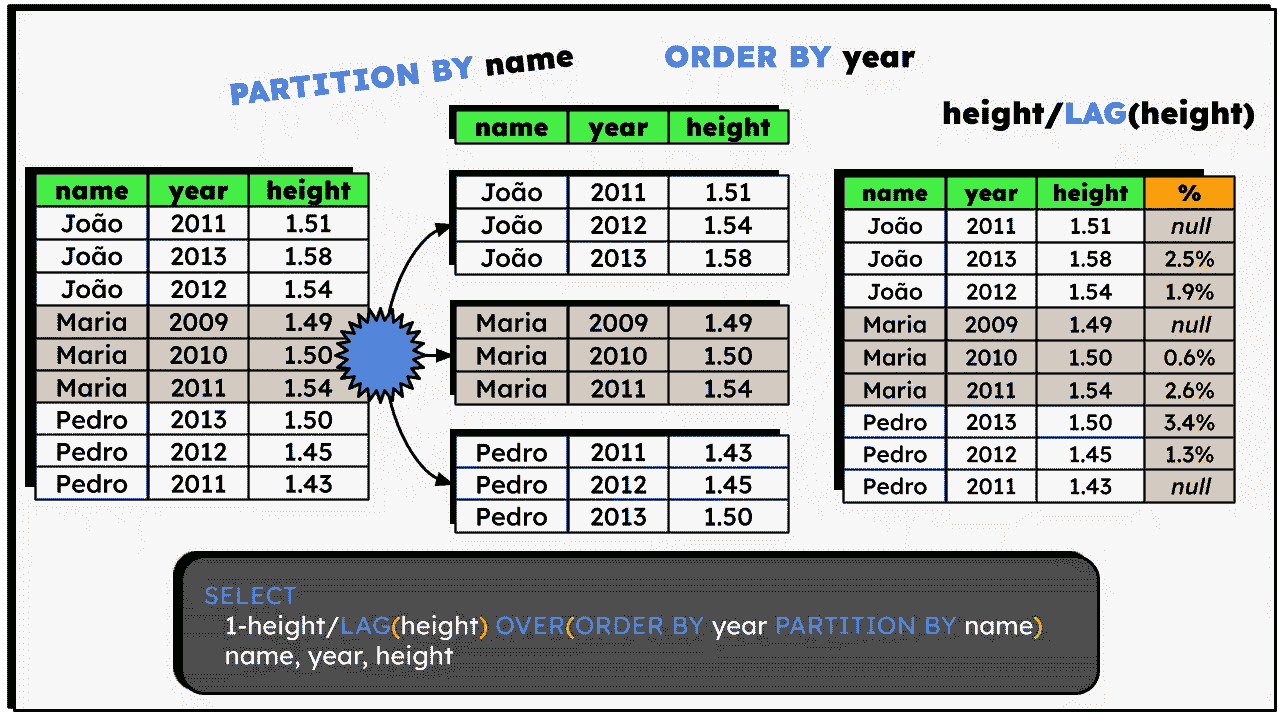 PARTITION BY name
ORDER BY year
height/LAG(height)
name year height
João 2011 1.51
João 2013 1.58
João 2012 1.54
Maria 2009 1.49
Maria 2010 1.50
Maria 2011 1.54
Pedro 2013 1.50
Pedro 2012 1.45
Pedro 2011 1.43
name year height
João 2011 1.51
João 2012 1.54
João 2013 1.58
Maria 2009 1.49
Maria 2010 1.50
Maria 2011 1.54
Pedro 2011 1.43
Pedro 2012 1.45
Pedro 2013 1.50
name year height %
João 2011 1.51 null
João 2013 1.58 2.5%
João 2012 1.54 1.9%
Maria 2009 1.49 null
Maria 2010 1.50 0.6%
Maria 2011 1.54 2.6%
Pedro 2013 1.50 3.4%
Pedro 2012 1.45 1.3%
Pedro 2011 1.43 null
SELECT
1-height/LAG(height) OVER(ORDER BY year PARTITION BY name)
name, year, height